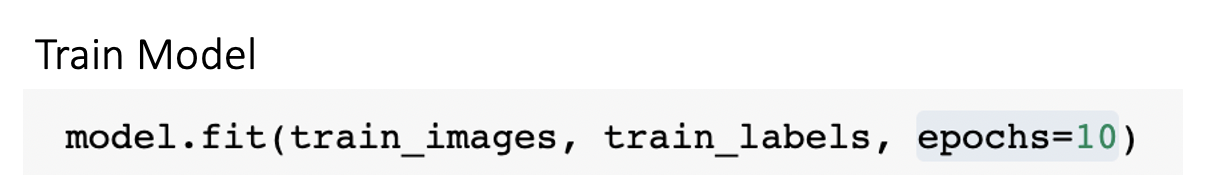 Train Model
model.fit(train_images, train_labels, epochs=10)